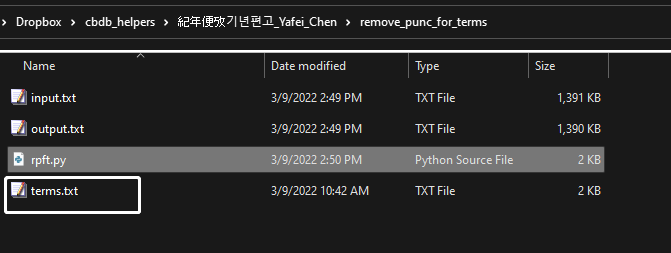 Dropbox > cbdb_helpers > 紀年便攷기년편고_Yafei_Chen > remove_punc_for_terms
Name Date modified Type Size
input.txt 3/9/2022 2:49 PM TXT File 1,391 KB
output.txt 3/9/2022 2:49 PM TXT File 1,390 KB
rpft.py 3/9/2022 2:50 PM Python Source File 2 KB
terms.txt 3/9/2022 10:42 AM TXT File 2 KB